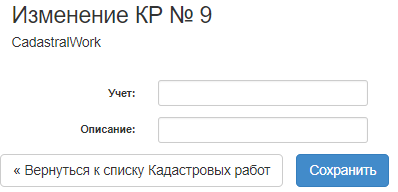 Изменение КР № 9
CadastralWork
Учет:
Описание:
« Вернуться к списку Кадастровых работ Сохранить